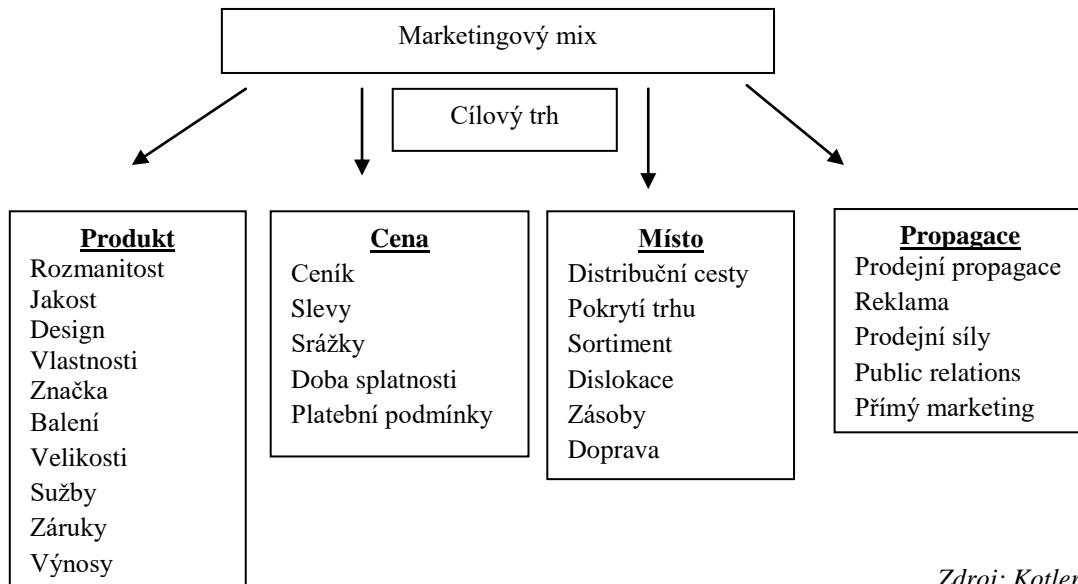 Marketingový mix
Cílový trh
Produkt
Rozmanitost
Jakost
Design
Vlastnosti
Značka
Balení
Velikosti
Sužby
Záruky
Výnosy
Cena
Ceník
Slevy
Srážky
Doba splatnosti
Platební podmínky
Místo
Distribuční cesty
Pokrytí trhu
Sortiment
Dislokace
Zásoby
Doprava
Propagace
Prodejní propagace
Reklama
Prodejní síly
Public relations
Přímý marketing
Zdroj: Kotler